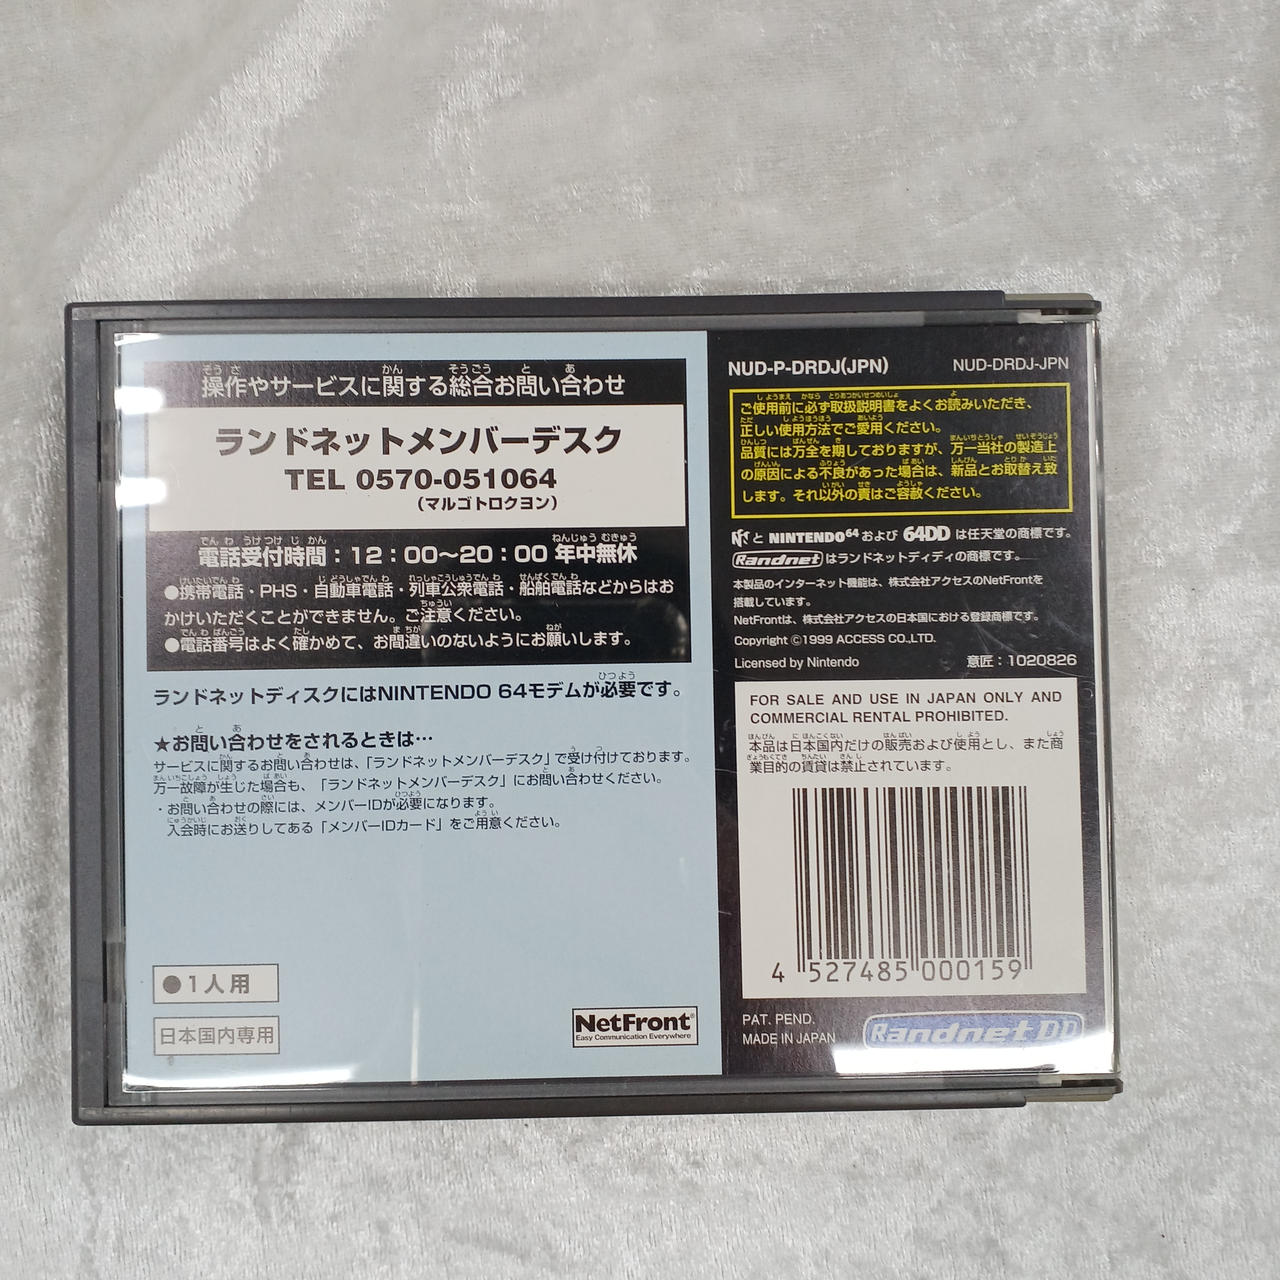 操作やサービスに関する総合お問い合わせ
ランドネットメンバーデスク
TEL 0570-051064
(マルゴトロクヨン)
電話受付時間：12：00～20：00 年中無休
●携帯電話・PHS・自動車電話・列車公衆電話・船舶電話などからはお
かけいただくことができません。ご注意ください。
●電話番号はよく確かめて、お間違いのないようにお願いします。
ランドネットディスクにはNINTENDO 64モデムが必要です。
★お問い合わせをされるときは…
サービスに関するお問い合わせは、「ランドネットメンバーデスク」で受け付けております。
万一故障が生じた場合も、「ランドネットメンバーデスク」にお問い合わせください。
・お問い合わせの際には、メンバーIDが必要になります。
入会時にお送りしてある「メンバーIDカード」をご用意ください。
●1人用
日本国内専用
NetFront®
Easy Communication Everywhere
NUD-P-DRDJ(JPN) NUD-DRDJ-JPN
ご使用前に必ず取扱説明書をよくお読みいただき、
正しい使用方法でご愛用ください。
品質には万全を期しておりますが、万一当社の製造上
の原因による不良があった場合は、新品とお取替え致
します。それ以外の責はご容赦ください。
と NINTENDO64 および 64DD は任天堂の商標です。
Randnet はランドネットディディの商標です。
本製品のインターネット機能は、株式会社アクセスのNetFrontを
搭載しています。
NetFrontは、株式会社アクセスの日本国における登録商標です。
Copyright ©1999 ACCESS CO.,LTD.
Licensed by Nintendo 意匠：1020826
FOR SALE AND USE IN JAPAN ONLY AND
COMMERCIAL RENTAL PROHIBITED.
本品は日本国内だけの販売および使用とし、また商
業目的の賃貸は禁止されています。
4 527485 000159
PAT. PEND.
MADE IN JAPAN
Randnet DD